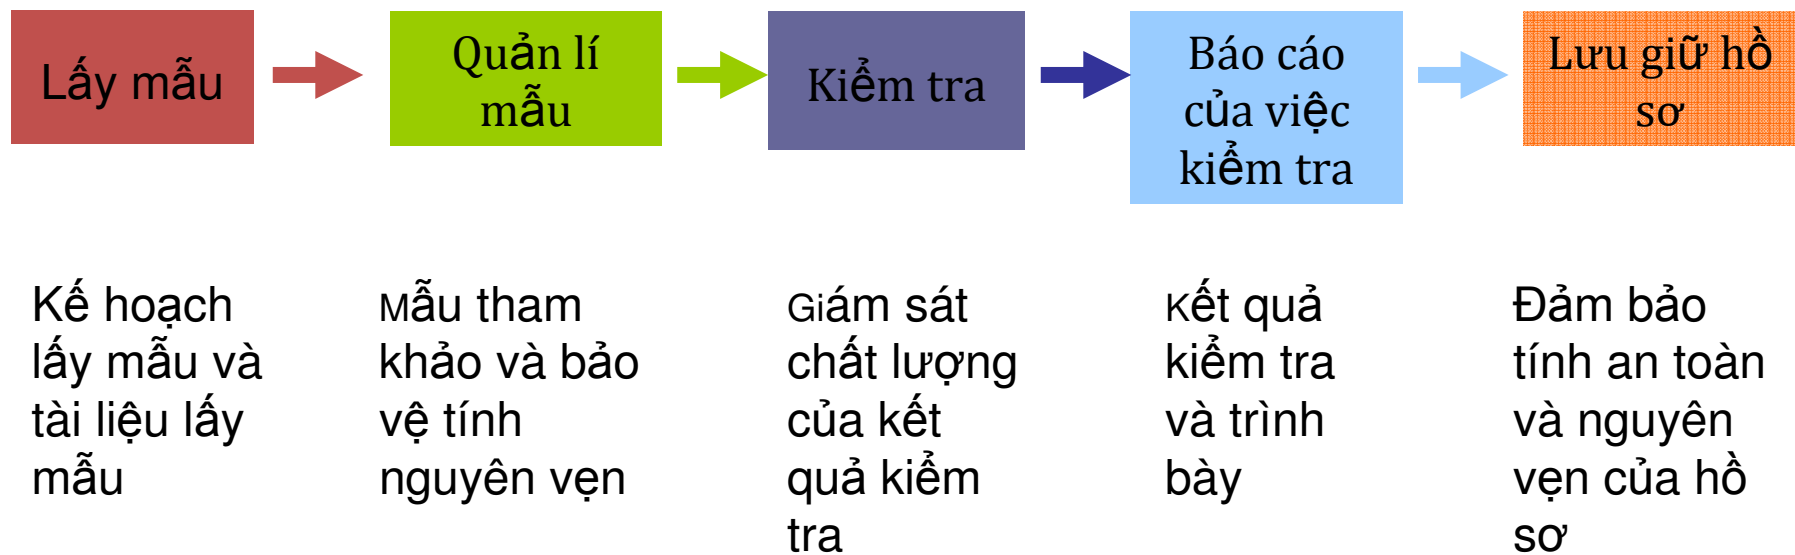 Lấy mẫu
Quản lí
mẫu
Kiểm tra
Báo cáo
của việc
kiểm tra
Lưu giữ hồ
sơ
Kế hoạch
lấy mẫu và
tài liệu lấy
mẫu
Mẫu tham
khảo và bảo
vệ tính
nguyên vẹn
Giám sát
chất lượng
của kết
quả kiểm
tra
Kết quả
kiểm tra
và trình
bày
Đảm bảo
tính an toàn
và nguyên
vẹn của hồ
sơ